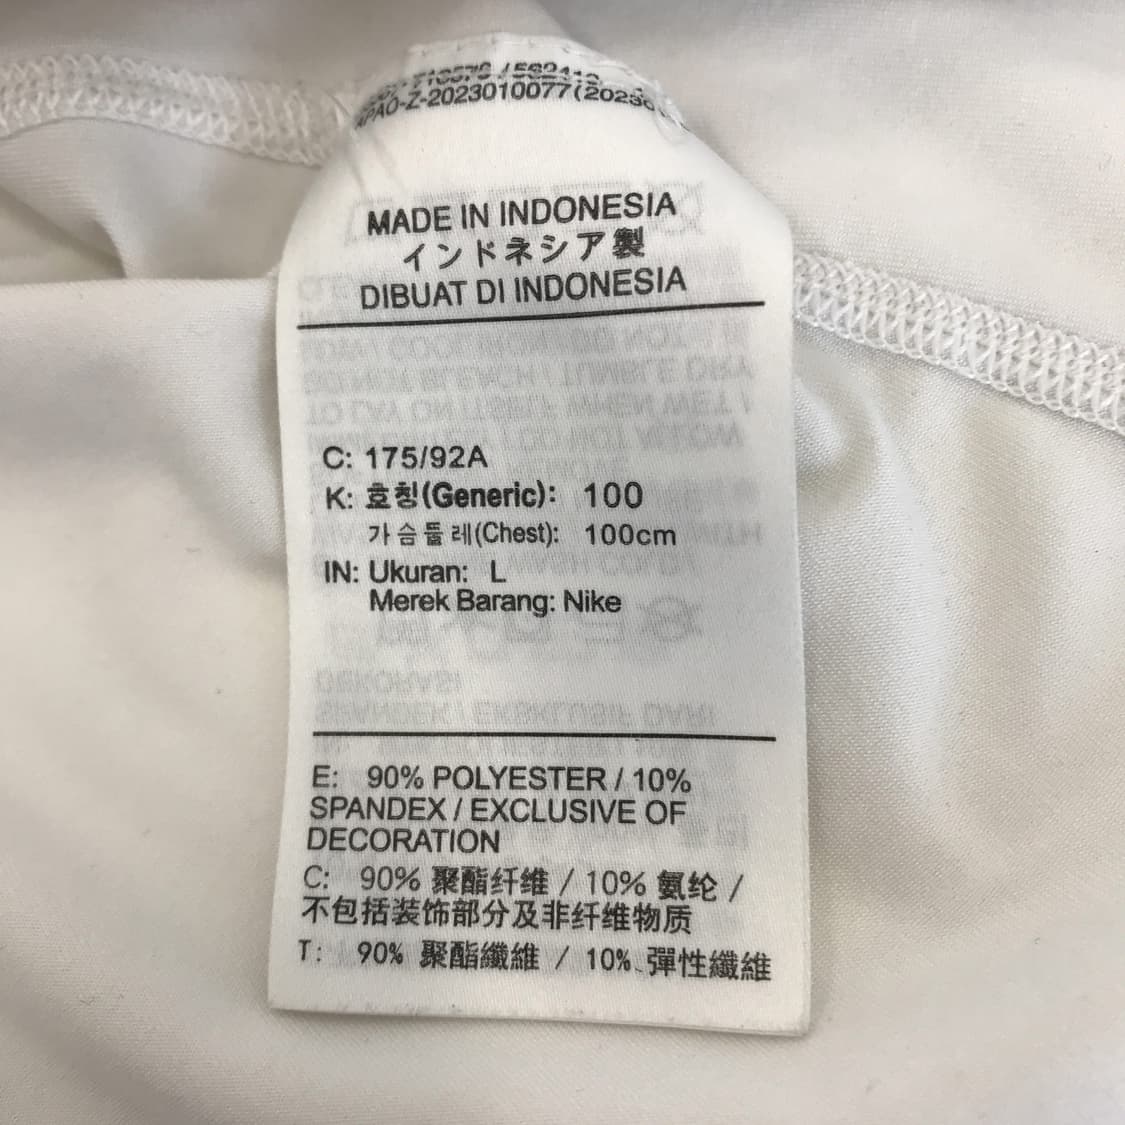 APAO-Z-2023010077(2023
MADE IN INDONESIA
インドネシア製
DIBUAT DI INDONESIA
C: 175/92A
K: 호칭(Generic): 100
가슴둘레(Chest): 100cm
IN: Ukuran: L
Merek Barang: Nike
E: 90% POLYESTER / 10%
SPANDEX / EXCLUSIVE OF
DECORATION
C: 90% 聚酯纤维 / 10% 氨纶 /
不包括装饰部分及非纤维物质
T: 90% 聚酯纖維 / 10% 彈性纖維